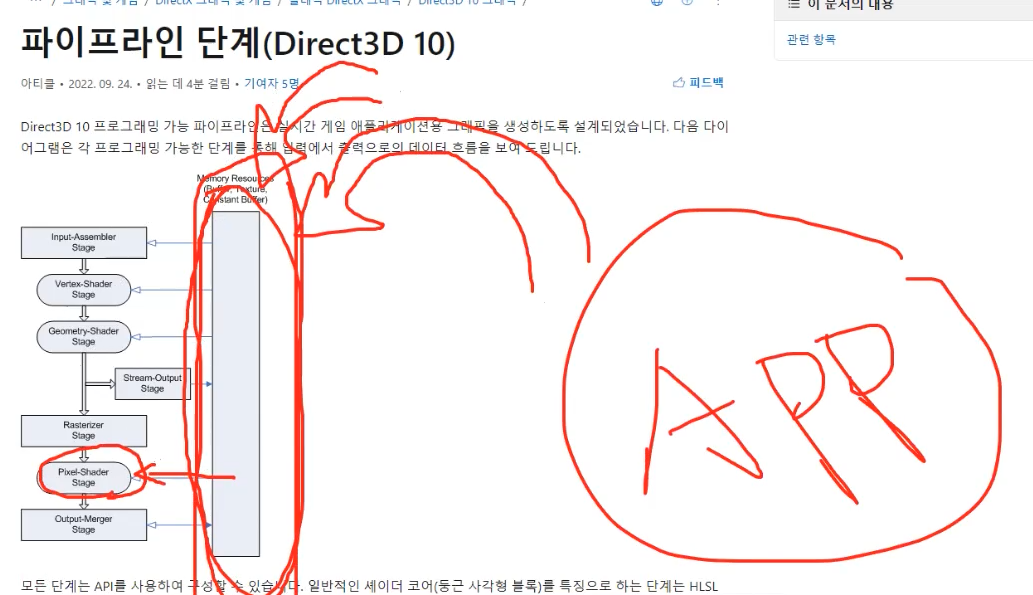 그래픽 및 게임 / DirectX 그래픽 및 게임 / 클래식 DirectX 그래픽 / Direct3D 10 그래픽 /
이 문서의 내용
파이프라인 단계(Direct3D 10)
관련 항목
아티클 • 2022. 09. 24. • 읽는 데 4분 걸림 • 기여자 5명
피드백
Direct3D 10 프로그래밍 가능 파이프라인은 실시간 게임 애플리케이션용 그래픽을 생성하도록 설계되었습니다. 다음 다이
어그램은 각 프로그래밍 가능한 단계를 통해 입력에서 출력으로의 데이터 흐름을 보여 드립니다.
Memory Resources
(Buffer, Texture,
Constant Buffer)
Input-Assembler
Stage
Vertex-Shader
Stage
Geometry-Shader
Stage
Stream-Output
Stage
Rasterizer
Stage
Pixel-Shader
Stage
Output-Merger
Stage
APP
모든 단계는 API를 사용하여 구성할 수 있습니다. 일반적인 셰이더 코어(둥근 사각형 블록)를 특징으로 하는 단계는 HLSL